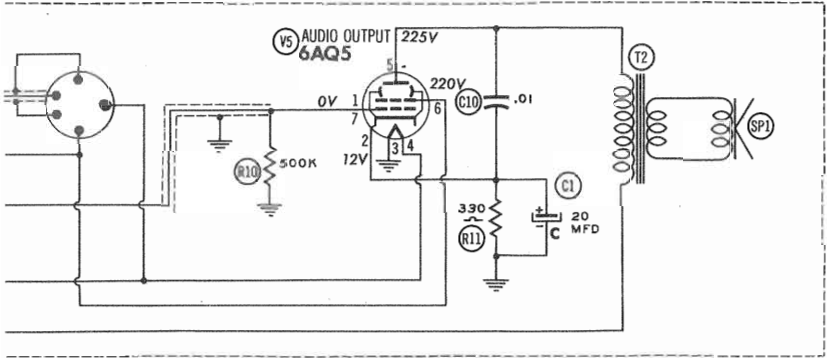 V5 AUDIO OUTPUT
6AQ5
225V
5
T2
220V
C10
.01
0V
1
7
6
SP1
2
3
4
12V
R10
500K
C1
330
R11
+
−
20
MFD
C